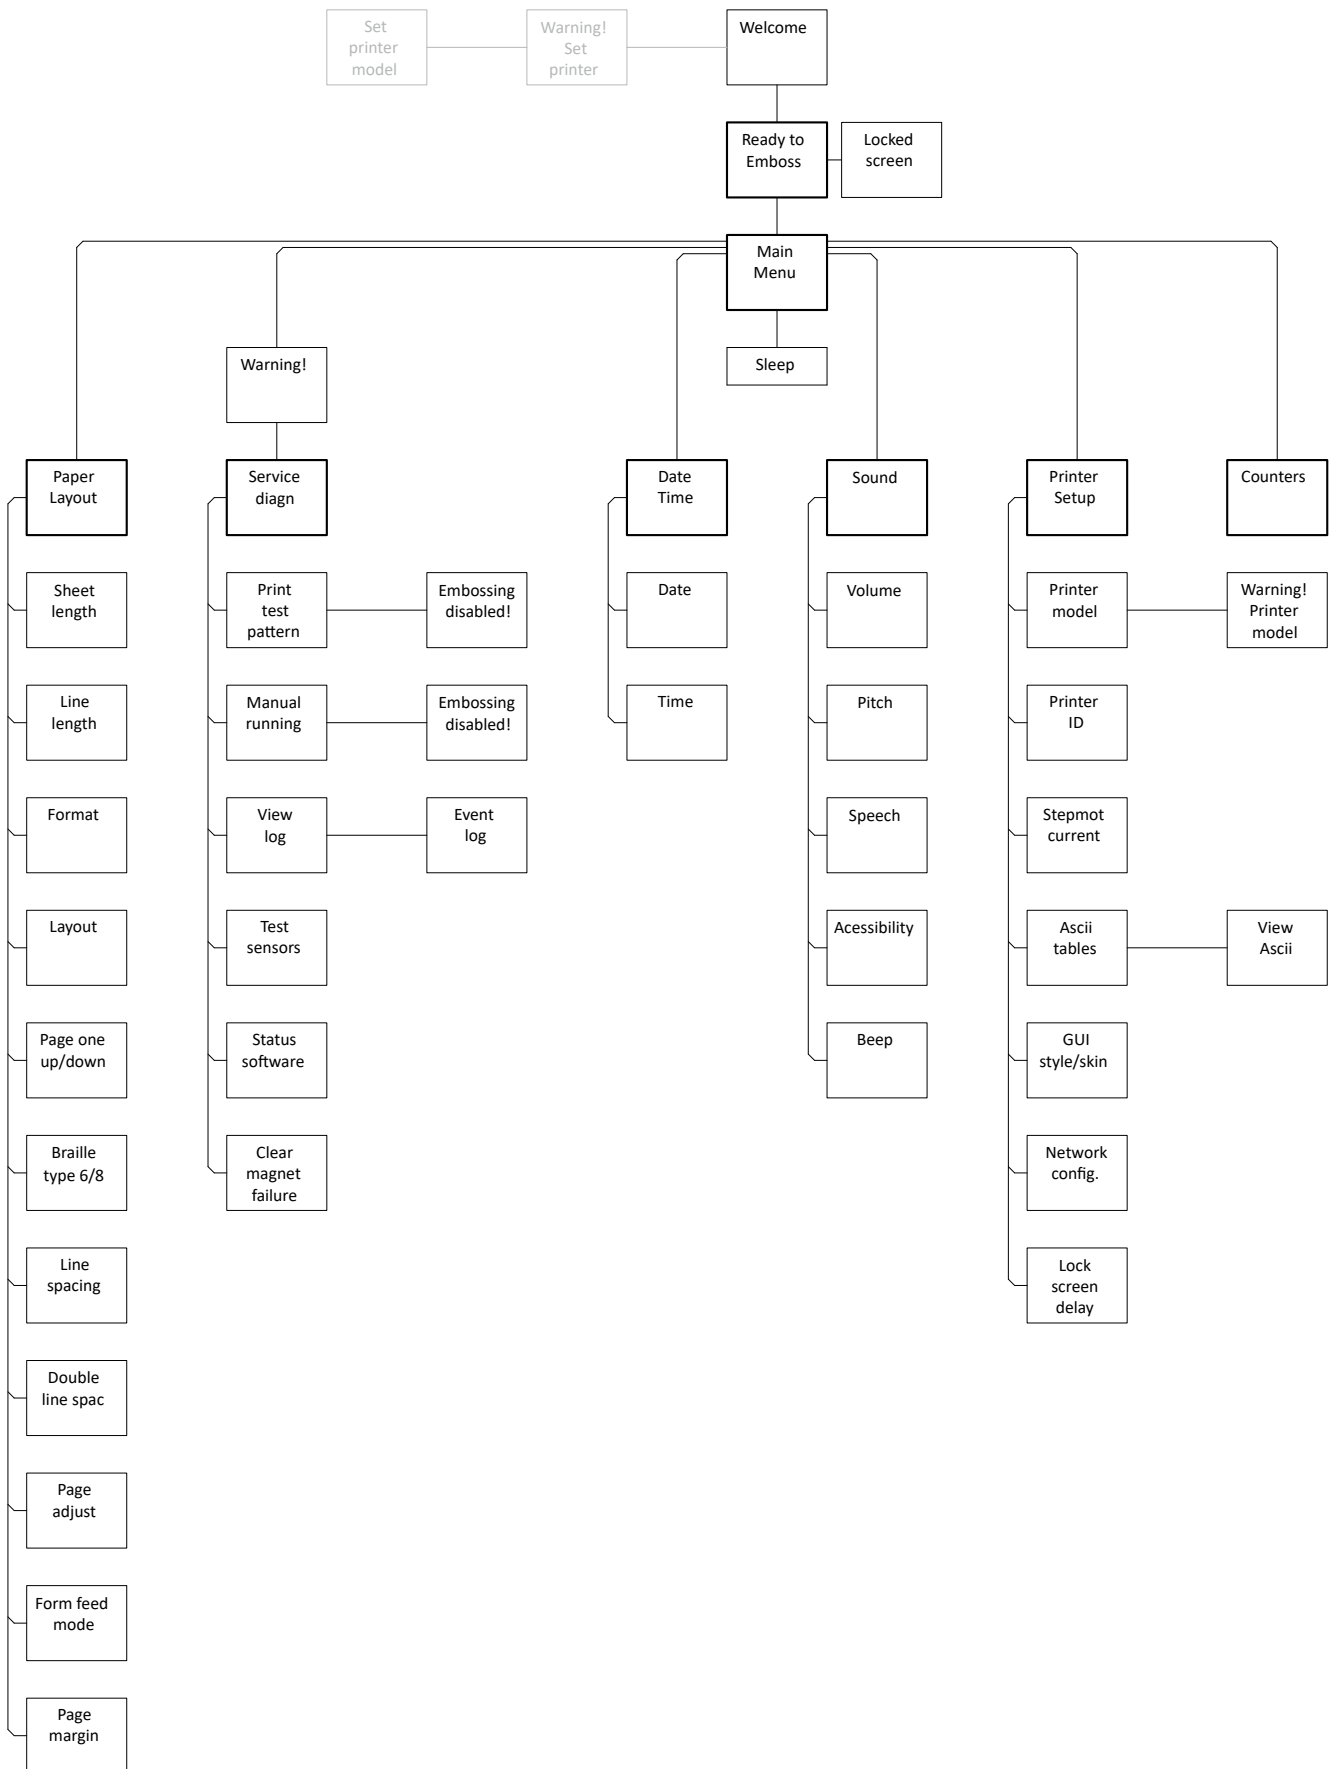 Set
printer
model
Warning!
Set
printer
Welcome
Ready to
Emboss
Locked
screen
Main
Menu
Warning!
Sleep
Paper
Layout
Service
diagn
Date
Time
Sound
Printer
Setup
Counters
Sheet
length
Print
test
pattern
Embossing
disabled!
Date
Volume
Printer
model
Warning!
Printer
model
Line
length
Manual
running
Embossing
disabled!
Time
Pitch
Printer
ID
Format
View
log
Event
log
Speech
Stepmot
current
Layout
Test
sensors
Acessibility
Ascii
tables
View
Ascii
Page one
up/down
Status
software
Beep
GUI
style/skin
Braille
type 6/8
Clear
magnet
failure
Network
config.
Line
spacing
Lock
screen
delay
Double
line spac
Page
adjust
Form feed
mode
Page
margin